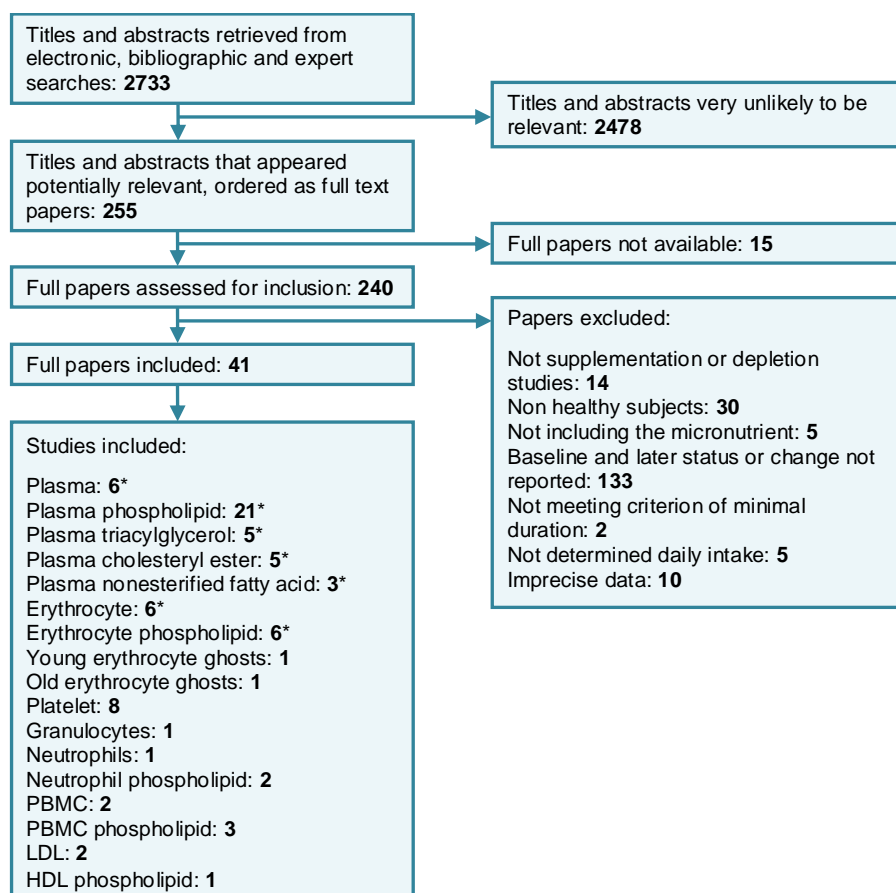 Titles and abstracts retrieved from
electronic, bibliographic and expert
searches: 2733
Titles and abstracts very unlikely to be
relevant: 2478
Titles and abstracts that appeared
potentially relevant, ordered as full text
papers: 255
Full papers not available: 15
Full papers assessed for inclusion: 240
Papers excluded:
Not supplementation or depletion
studies: 14
Non healthy subjects: 30
Not including the micronutrient: 5
Baseline and later status or change not
reported: 133
Not meeting criterion of minimal
duration: 2
Not determined daily intake: 5
Imprecise data: 10
Full papers included: 41
Studies included:
Plasma: 6*
Plasma phospholipid: 21*
Plasma triacylglycerol: 5*
Plasma cholesteryl ester: 5*
Plasma nonesterified fatty acid: 3*
Erythrocyte: 6*
Erythrocyte phospholipid: 6*
Young erythrocyte ghosts: 1
Old erythrocyte ghosts: 1
Platelet: 8
Granulocytes: 1
Neutrophils: 1
Neutrophil phospholipid: 2
PBMC: 2
PBMC phospholipid: 3
LDL: 2
HDL phospholipid: 1